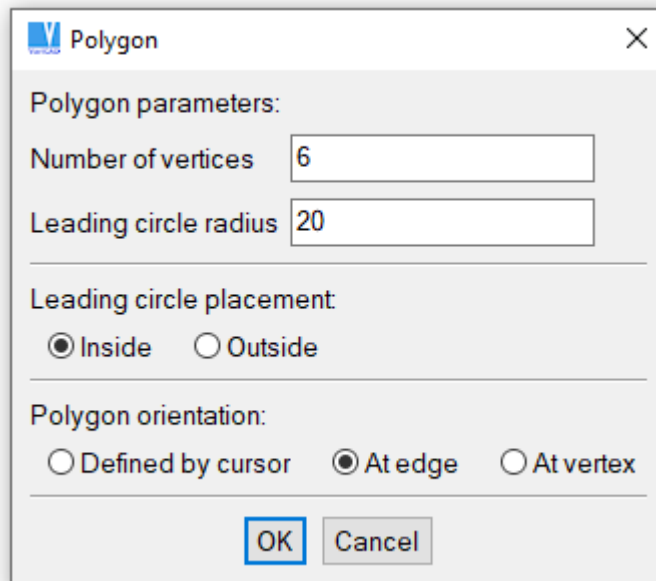 Polygon
Polygon parameters:
Number of vertices 6
Leading circle radius 20
Leading circle placement:
Inside Outside
Polygon orientation:
Defined by cursor At edge At vertex
OK Cancel